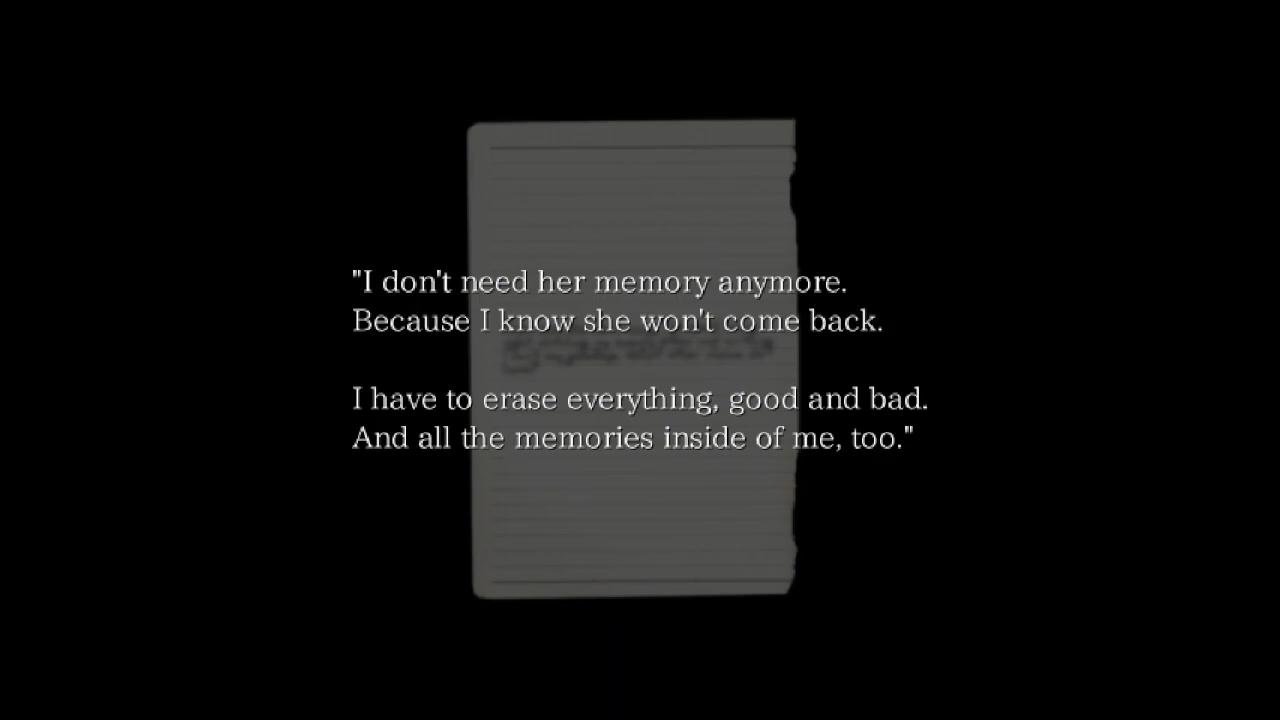 "I don't need her memory anymore.
Because I know she won't come back.
I have to erase everything, good and bad.
And all the memories inside of me, too."